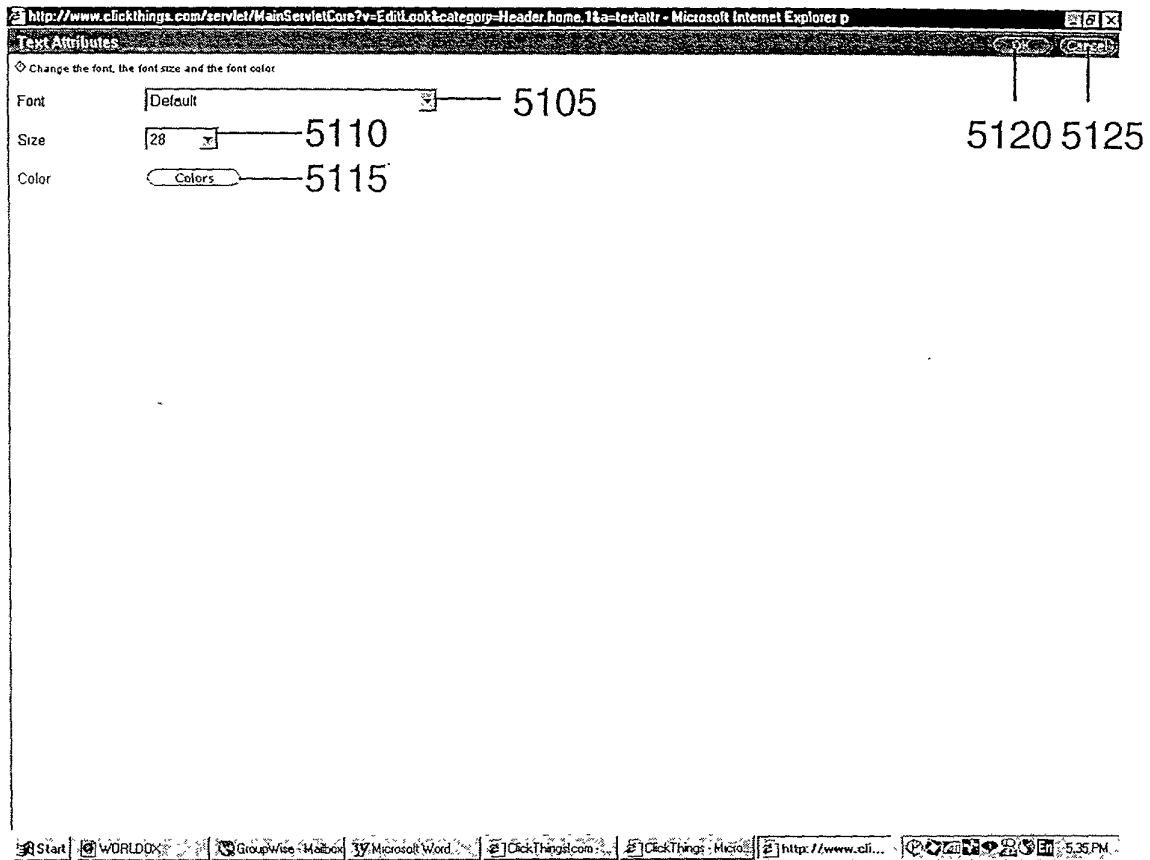 http://www.clickthings.com/servlet/MainServletCore?v=EditLook&category=Header.home.1&a=textattr - Microsoft Internet Explorer p
Text Attributes OK Cancel
Change the font, the font size and the font color
Font Default 5105
Size 28 5110
5120 5125
Color Colors 5115
Start WORLDOX GroupWise - Mailbox Microsoft Word ClickThings!com ClickThings - Micro http://www.cli... 5:35 PM